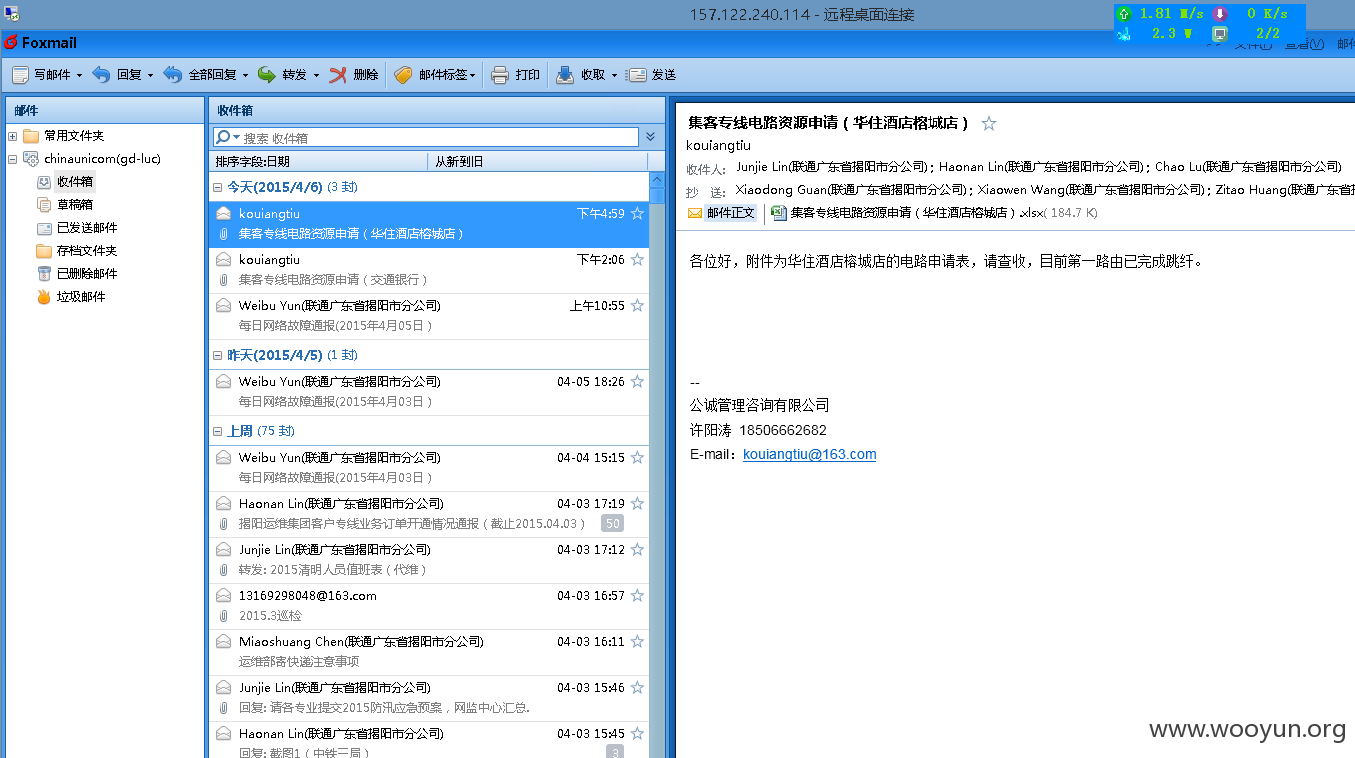 157.122.240.114 - 远程桌面连接
1.81 M/s 0 K/s
2.3 W 2/2
Foxmail
查看(V) 邮件
写邮件 回复 全部回复 转发 删除 邮件标签 打印 收取 发送
邮件
常用文件夹
chinaunicom(gd-luc)
收件箱
草稿箱
已发送邮件
存档文件夹
已删除邮件
垃圾邮件
收件箱
搜索 收件箱
排序字段:日期 从新到旧
今天(2015/4/6) (3 封)
kouiangtiu 下午4:59
集客专线电路资源申请（华住酒店榕城店）
kouiangtiu 下午2:06
集客专线电路资源申请（交通银行）
Weibu Yun(联通广东省揭阳市分公司) 上午10:55
每日网络故障通报(2015年4月05日）
昨天(2015/4/5) (1 封)
Weibu Yun(联通广东省揭阳市分公司) 04-05 18:26
每日网络故障通报(2015年4月03日）
上周 (75 封)
Weibu Yun(联通广东省揭阳市分公司) 04-04 15:15
每日网络故障通报(2015年4月03日）
Haonan Lin(联通广东省揭阳市分公司) 04-03 17:19
揭阳运维集团客户专线业务订单开通情况通报（截止2015.04.03） 50
Junjie Lin(联通广东省揭阳市分公司) 04-03 17:12
转发: 2015清明人员值班表（代维）
13169298048@163.com 04-03 16:57
2015.3巡检
Miaoshuang Chen(联通广东省揭阳市分公司) 04-03 16:11
运维部寄快递注意事项
Junjie Lin(联通广东省揭阳市分公司) 04-03 15:46
回复: 请各专业提交2015防汛应急预案，网监中心汇总.
Haonan Lin(联通广东省揭阳市分公司) 04-03 15:45
回复: 截图1（中铁三局） 3
集客专线电路资源申请（华住酒店榕城店）
kouiangtiu
收件人: Junjie Lin(联通广东省揭阳市分公司)；Haonan Lin(联通广东省揭阳市分公司)；Chao Lu(联通广东省揭阳市分公司)
抄 送: Xiaodong Guan(联通广东省揭阳市分公司)；Xiaowen Wang(联通广东省揭阳市分公司)；Zitao Huang(联通广东省揭
邮件正文 集客专线电路资源申请（华住酒店榕城店）.xlsx( 184.7 K)
各位好，附件为华住酒店榕城店的电路申请表，请查收，目前第一路由已完成跳纤。
--
公诚管理咨询有限公司
许阳涛 18506662682
E-mail：kouiangtiu@163.com
www.wooyun.org